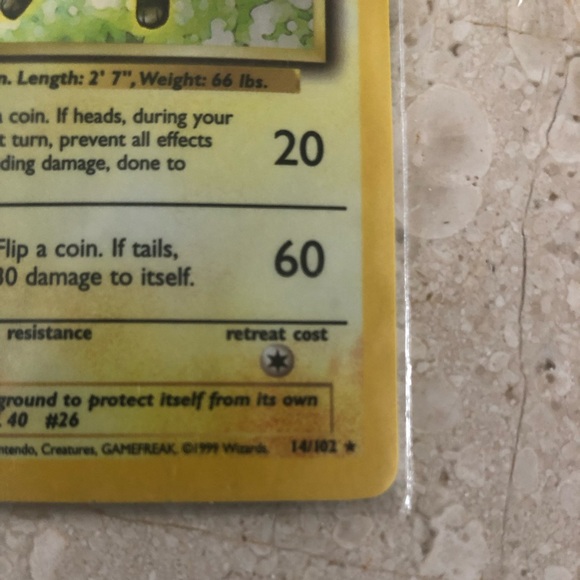 n. Length: 2' 7", Weight: 66 lbs.
a coin. If heads, during your
t turn, prevent all effects
ding damage, done to
20
Flip a coin. If tails,
30 damage to itself.
60
resistance retreat cost
ground to protect itself from its own
. 40 #26
ntendo, Creatures, GAMEFREAK. ©1999 Wizards. 14/102 ★